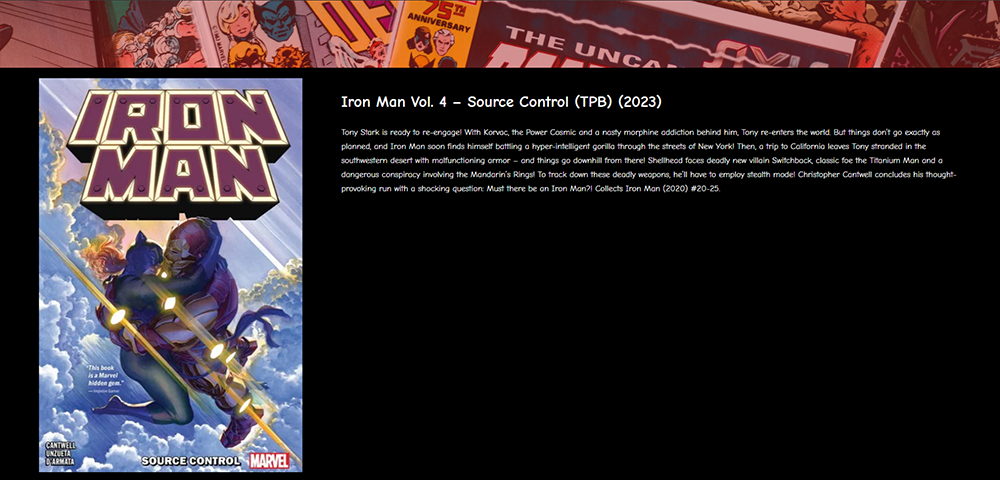 75TH
ANNIVERSARY
THE UNCA
IRON
MAN
Iron Man Vol. 4 – Source Control (TPB) (2023)
Tony Stark is ready to re-engage! With Korvac, the Power Cosmic and a nasty morphine addiction behind him, Tony re-enters the world. But things don't go exactly as
planned, and Iron Man soon finds himself battling a hyper-intelligent gorilla through the streets of New York! Then, a trip to California leaves Tony stranded in the
southwestern desert with malfunctioning armor – and things go downhill from there! Shellhead faces deadly new villain Switchback, classic foe the Titanium Man and a
dangerous conspiracy involving the Mandarin's Rings! To track down these deadly weapons, he'll have to employ stealth mode! Christopher Cantwell concludes his thought-
provoking run with a shocking question: Must there be an Iron Man?! Collects Iron Man (2020) #20-25.
"This book
is a Marvel
hidden gem."
CANTWELL
UNZUETA
D'ARMATA
SOURCE CONTROL
MARVEL